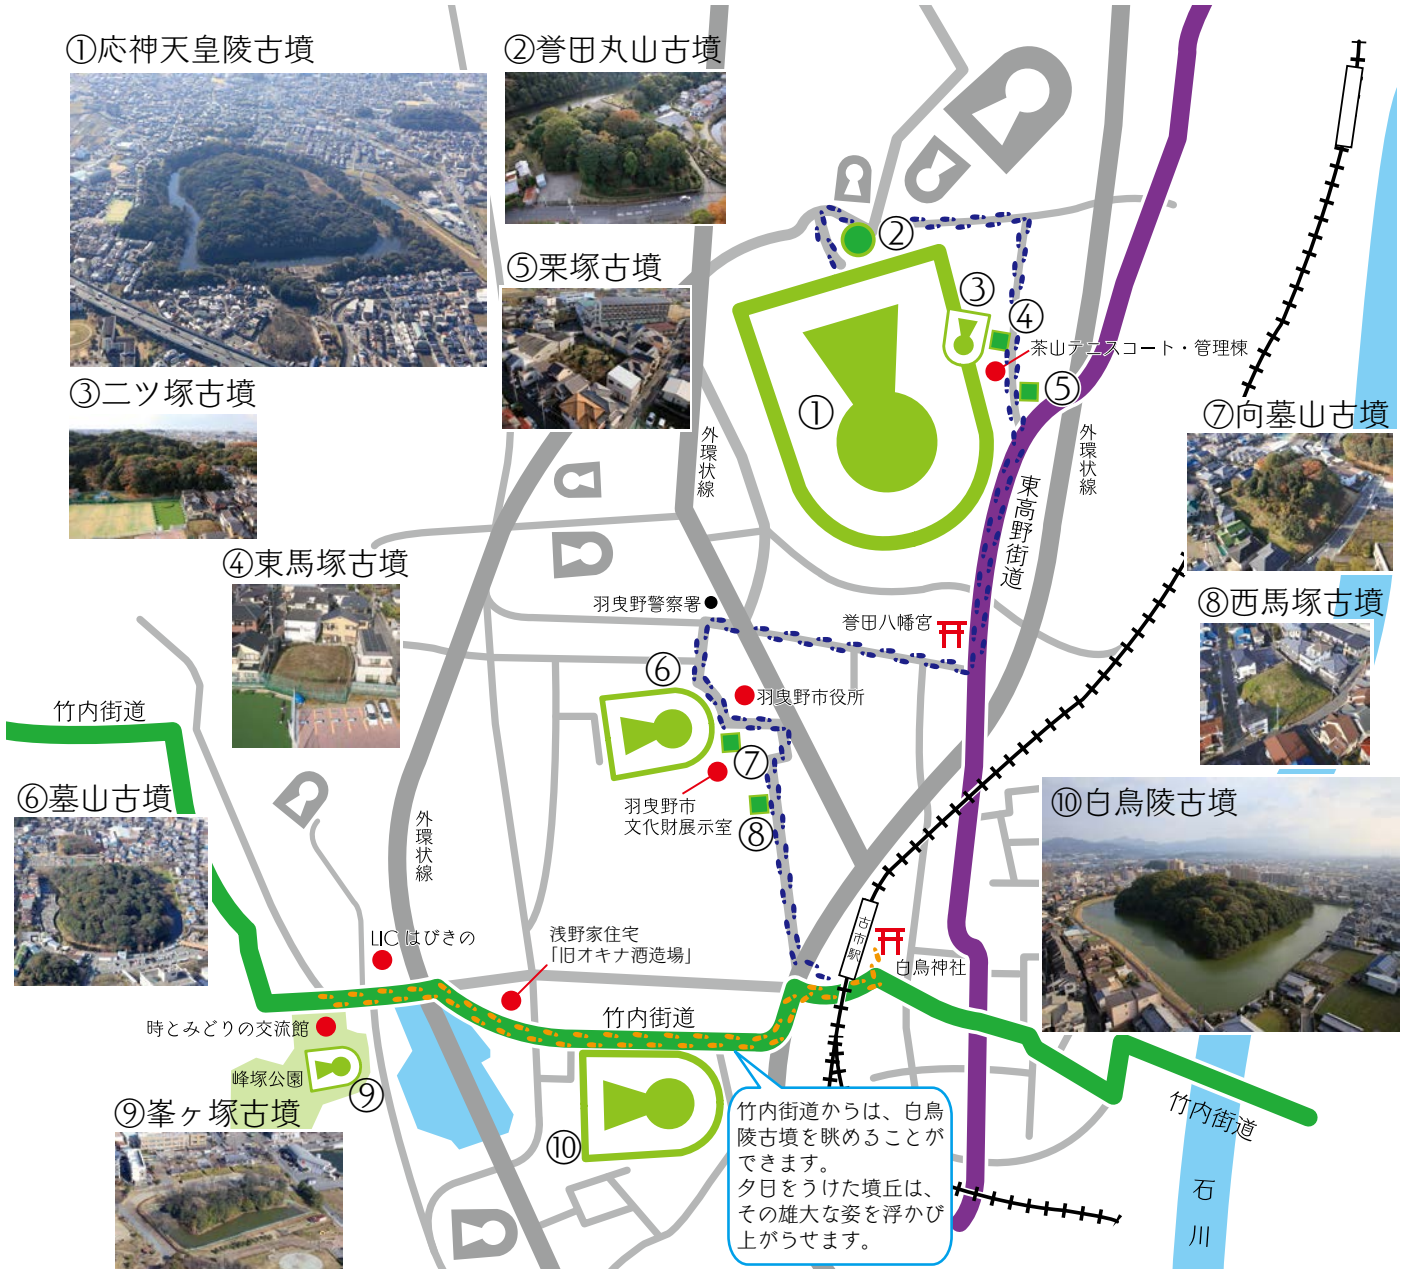 ①応神天皇陵古墳
②誉田丸山古墳
⑤栗塚古墳
③二ツ塚古墳
④東馬塚古墳
⑥墓山古墳
⑨峯ヶ塚古墳
⑦向墓山古墳
⑧西馬塚古墳
⑩白鳥陵古墳
②
③
④
茶山テニスコート・管理棟
⑤
①
外環状線
外環状線
東高野街道
羽曳野警察署
誉田八幡宮
⑥
羽曳野市役所
竹内街道
⑦
羽曳野市
文化財展示室
⑧
外環状線
古市駅
LICはびきの
浅野家住宅
「旧オキナ酒造場」
白鳥神社
竹内街道
時とみどりの交流館
峰塚公園
⑨
⑩
竹内街道からは、白鳥
陵古墳を眺めることが
できます。
夕日をうけた墳丘は、
その雄大な姿を浮かび
上がらせます。
竹内街道
石川